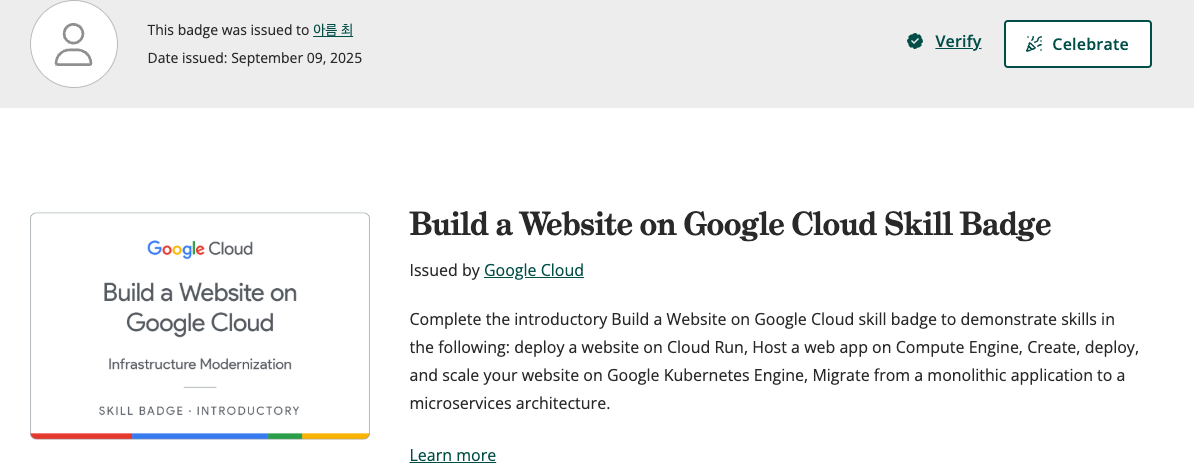 This badge was issued to 아름 최
Date issued: September 09, 2025
Verify
Celebrate
Google Cloud
Build a Website on
Google Cloud
Infrastructure Modernization
SKILL BADGE · INTRODUCTORY
Build a Website on Google Cloud Skill Badge
Issued by Google Cloud
Complete the introductory Build a Website on Google Cloud skill badge to demonstrate skills in
the following: deploy a website on Cloud Run, Host a web app on Compute Engine, Create, deploy,
and scale your website on Google Kubernetes Engine, Migrate from a monolithic application to a
microservices architecture.
Learn more